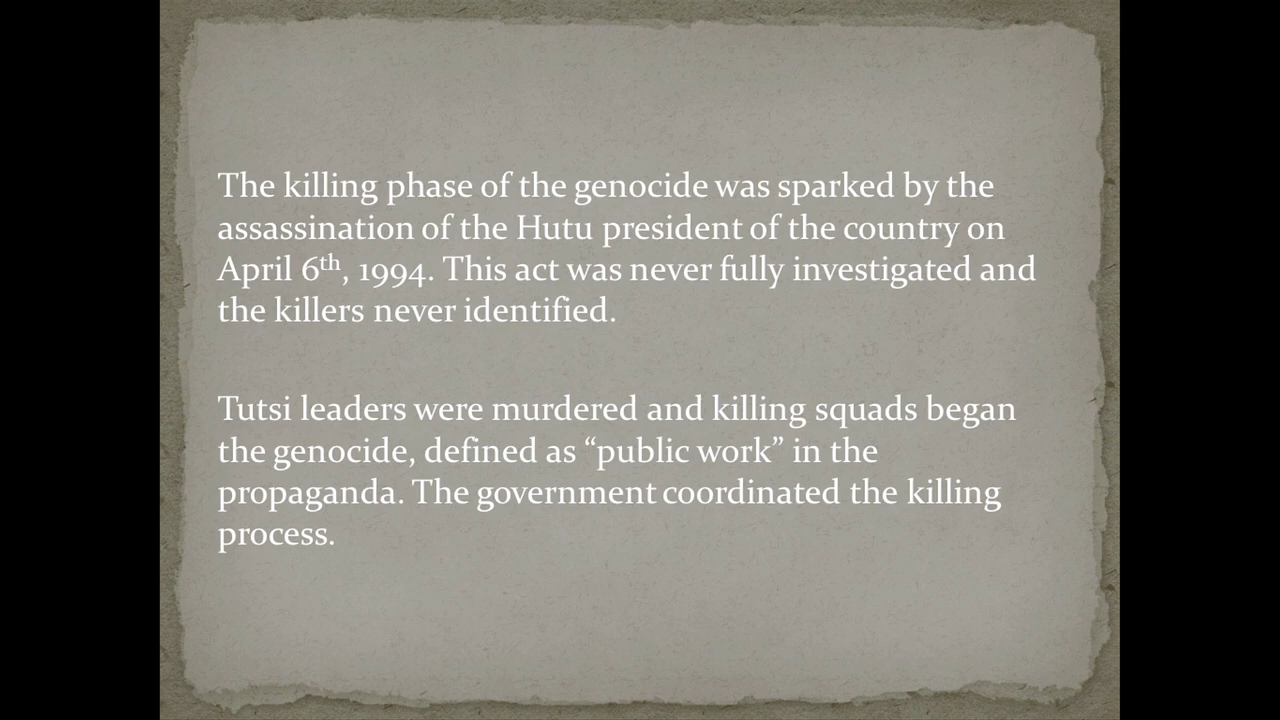 The killing phase of the genocide was sparked by the
assassination of the Hutu president of the country on
April 6th, 1994. This act was never fully investigated and
the killers never identified.
Tutsi leaders were murdered and killing squads began
the genocide, defined as “public work” in the
propaganda. The government coordinated the killing
process.